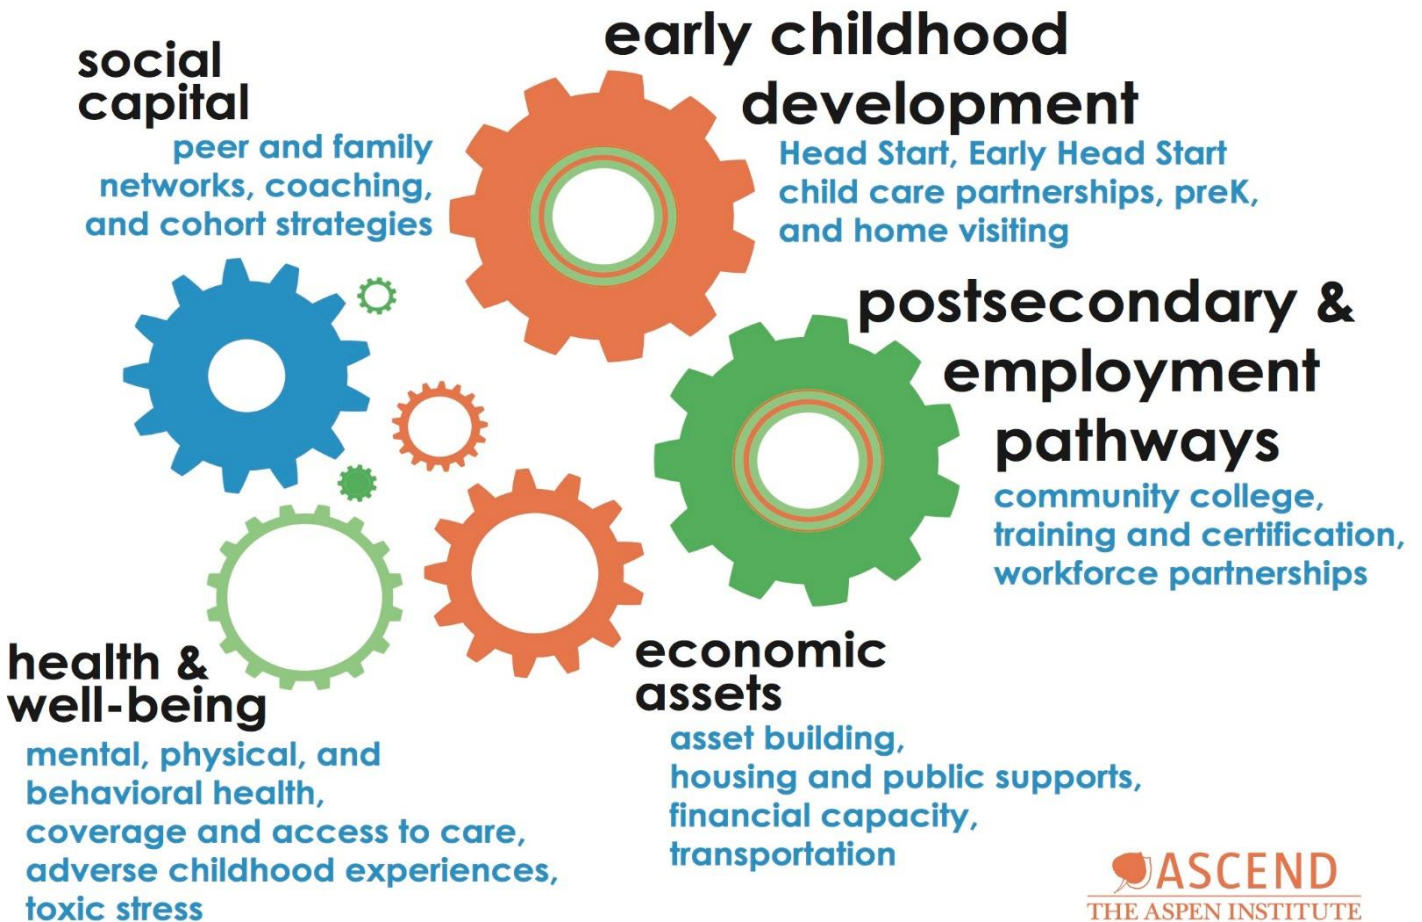 social
capital
peer and family
networks, coaching,
and cohort strategies
early childhood
development
Head Start, Early Head Start
child care partnerships, preK,
and home visiting
postsecondary &
employment
pathways
community college,
training and certification,
workforce partnerships
health &
well-being
mental, physical, and
behavioral health,
coverage and access to care,
adverse childhood experiences,
toxic stress
economic
assets
asset building,
housing and public supports,
financial capacity,
transportation
ASCEND
THE ASPEN INSTITUTE